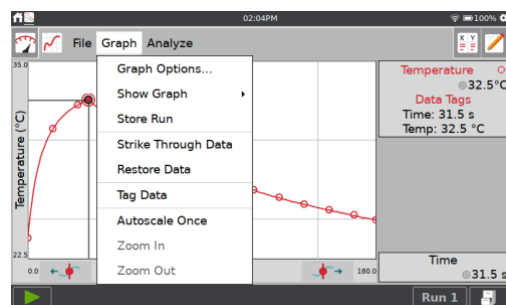 02:04PM
100%
File Graph Analyze
X Y
Graph Options...
Show Graph
Store Run
Strike Through Data
Restore Data
Tag Data
Autoscale Once
Zoom In
Zoom Out
35.0
Temperature (°C)
22.5
0.0
180.0
Temperature
32.5°C
Data Tags
Time: 31.5 s
Temp: 32.5 °C
Time
31.5 s
Run 1